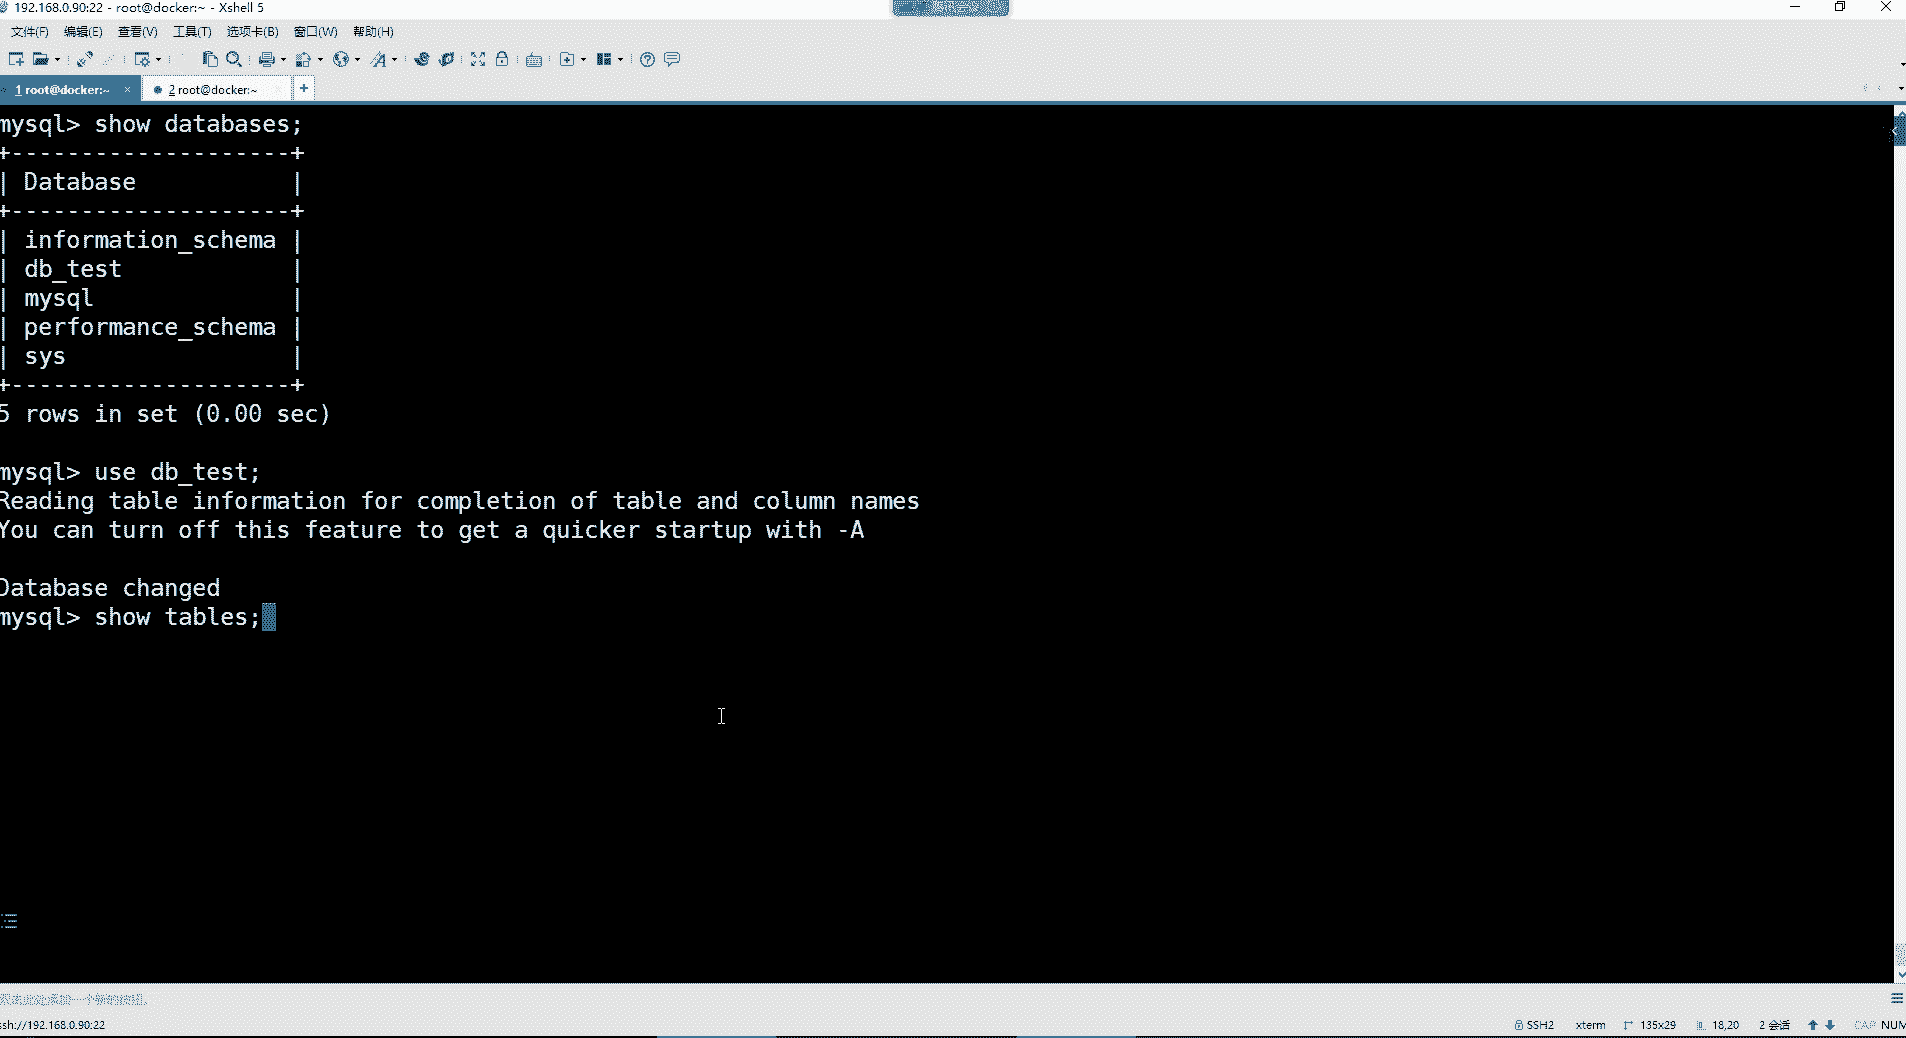 192.168.0.90:22 - root@docker:~ - Xshell 5
文件(F) 编辑(E) 查看(V) 工具(T) 选项卡(B) 窗口(W) 帮助(H)
1 root@docker:~ × 2 root@docker:~ +
mysql> show databases;
+--------------------+
| Database           |
+--------------------+
| information_schema |
| db_test            |
| mysql              |
| performance_schema |
| sys                |
+--------------------+
5 rows in set (0.00 sec)
mysql> use db_test;
Reading table information for completion of table and column names
You can turn off this feature to get a quicker startup with -A
Database changed
mysql> show tables;
ssh://192.168.0.90:22 SSH2 xterm 135x29 18,20 2 会话 CAP NUM